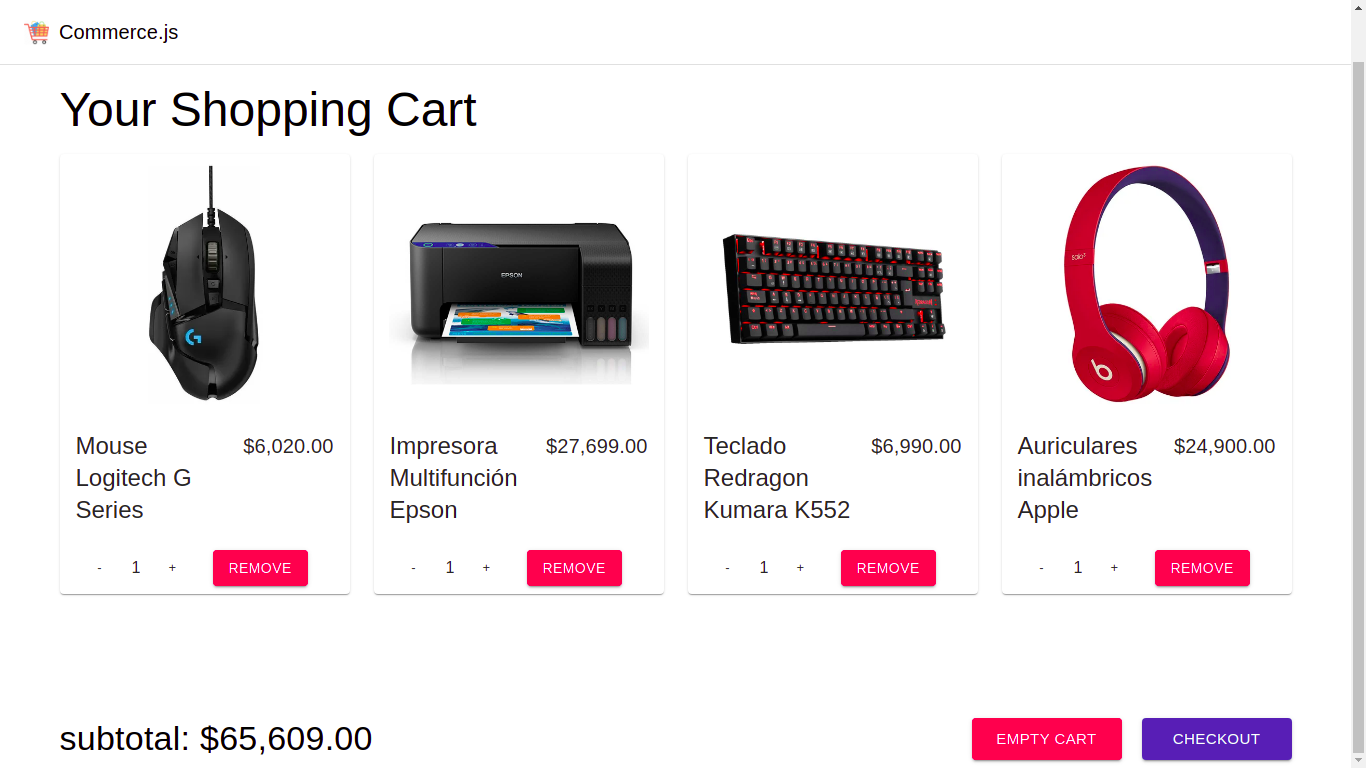 Commerce.js
Your Shopping Cart
EPSON
solo3
Mouse
Logitech G
Series
$6,020.00
- 1 +
REMOVE
Impresora
Multifunción
Epson
$27,699.00
- 1 +
REMOVE
Teclado
Redragon
Kumara K552
$6,990.00
- 1 +
REMOVE
Auriculares
inalámbricos
Apple
$24,900.00
- 1 +
REMOVE
subtotal: $65,609.00
EMPTY CART
CHECKOUT